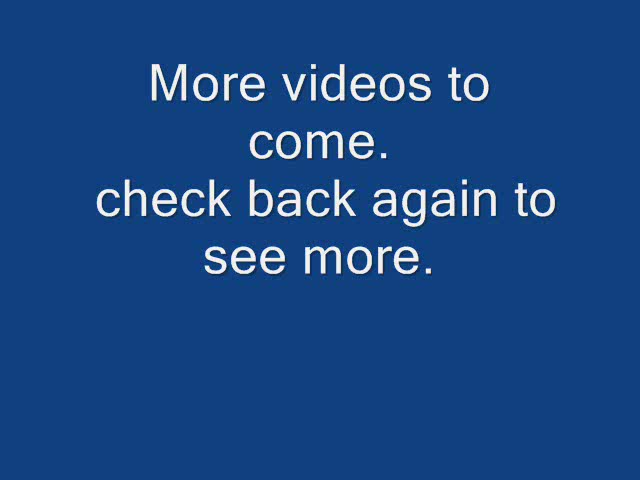 More videos to
come.
check back again to
see more.